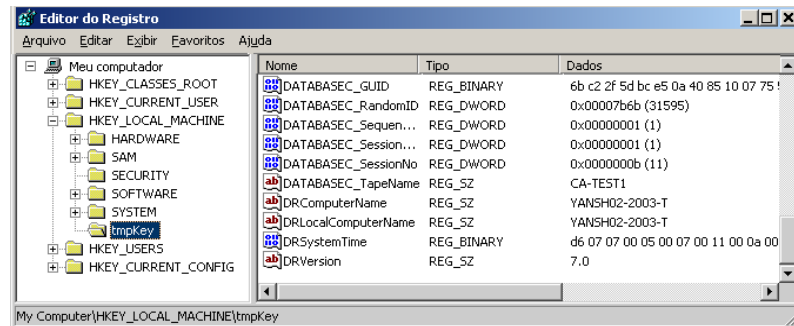 Editor do Registro
Arquivo Editar Exibir Favoritos Ajuda
Meu computador
HKEY_CLASSES_ROOT
HKEY_CURRENT_USER
HKEY_LOCAL_MACHINE
HARDWARE
SAM
SECURITY
SOFTWARE
SYSTEM
tmpKey
HKEY_USERS
HKEY_CURRENT_CONFIG
Nome Tipo Dados
DATABASEC_GUID REG_BINARY 6b c2 2f 5d bc e5 0a 40 85 10 07 75
DATABASEC_RandomID REG_DWORD 0x00007b6b (31595)
DATABASEC_Sequen... REG_DWORD 0x00000001 (1)
DATABASEC_Session... REG_DWORD 0x00000001 (1)
DATABASEC_SessionNo REG_DWORD 0x0000000b (11)
DATABASEC_TapeName REG_SZ CA-TEST1
DRComputerName REG_SZ YANSH02-2003-T
DRLocalComputerName REG_SZ YANSH02-2003-T
DRSystemTime REG_BINARY d6 07 07 00 05 00 07 00 11 00 0a 00
DRVersion REG_SZ 7.0
My Computer\HKEY_LOCAL_MACHINE\tmpKey